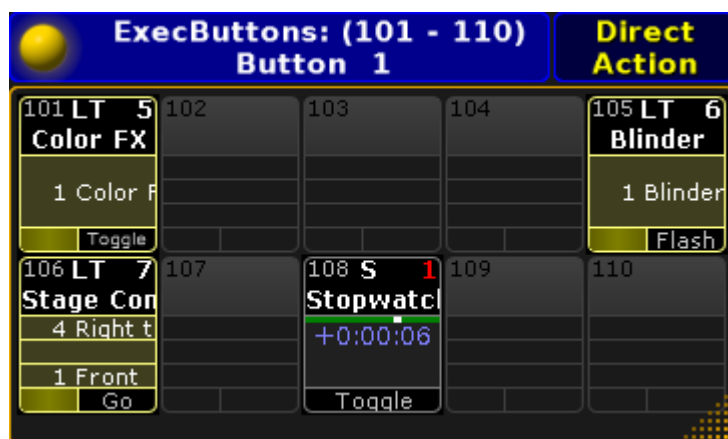 ExecButtons: (101 - 110)
Button 1
Direct
Action
101 LT 5
Color FX
1 Color F
Toggle
102
103
104
105 LT 6
Blinder
1 Blinder
Flash
106 LT 7
Stage Con
4 Right t
1 Front
Go
107
108 S 1
Stopwatcl
+0:00:06
Toggle
109
110